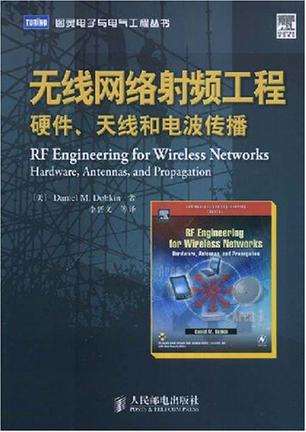 TURING
图灵电子与电气工程丛书
无线网络射频工程
硬件、天线和电波传播
RF Engineering for Wireless Networks
Hardware, Antennas, and Propagation
[美] Daniel M. Dobkin 著
等译
RF Engineering
for Wireless Networks
Hardware, Antennas, and Propagation
Daniel M. Dobkin
人民邮电出版社
POSTS & TELECOM PRESS